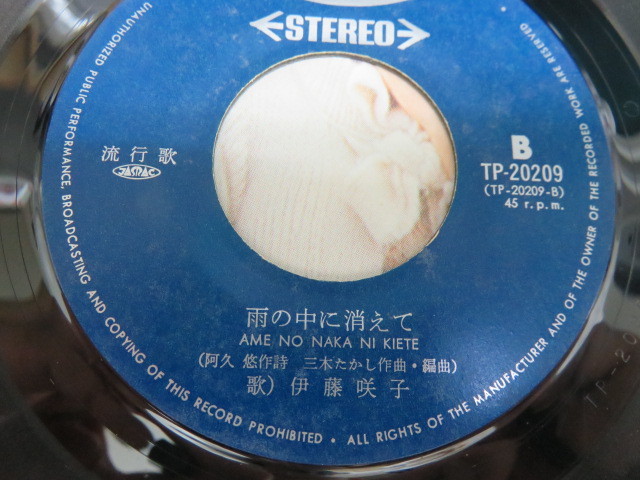 STEREO
流行歌
JASRAC
B
TP-20209
(TP-20209-B)
45 r.p.m.
雨の中に消えて
AME NO NAKA NI KIETE
(阿久 悠作詩 三木たかし作曲・編曲)
歌) 伊藤咲子
UNAUTHORIZED PUBLIC PERFORMANCE, BROADCASTING AND COPYING OF THIS RECORD PROHIBITED • ALL RIGHTS OF THE MANUFACTURER AND OF THE OWNER OF THE RECORDED WORK ARE RESERVED